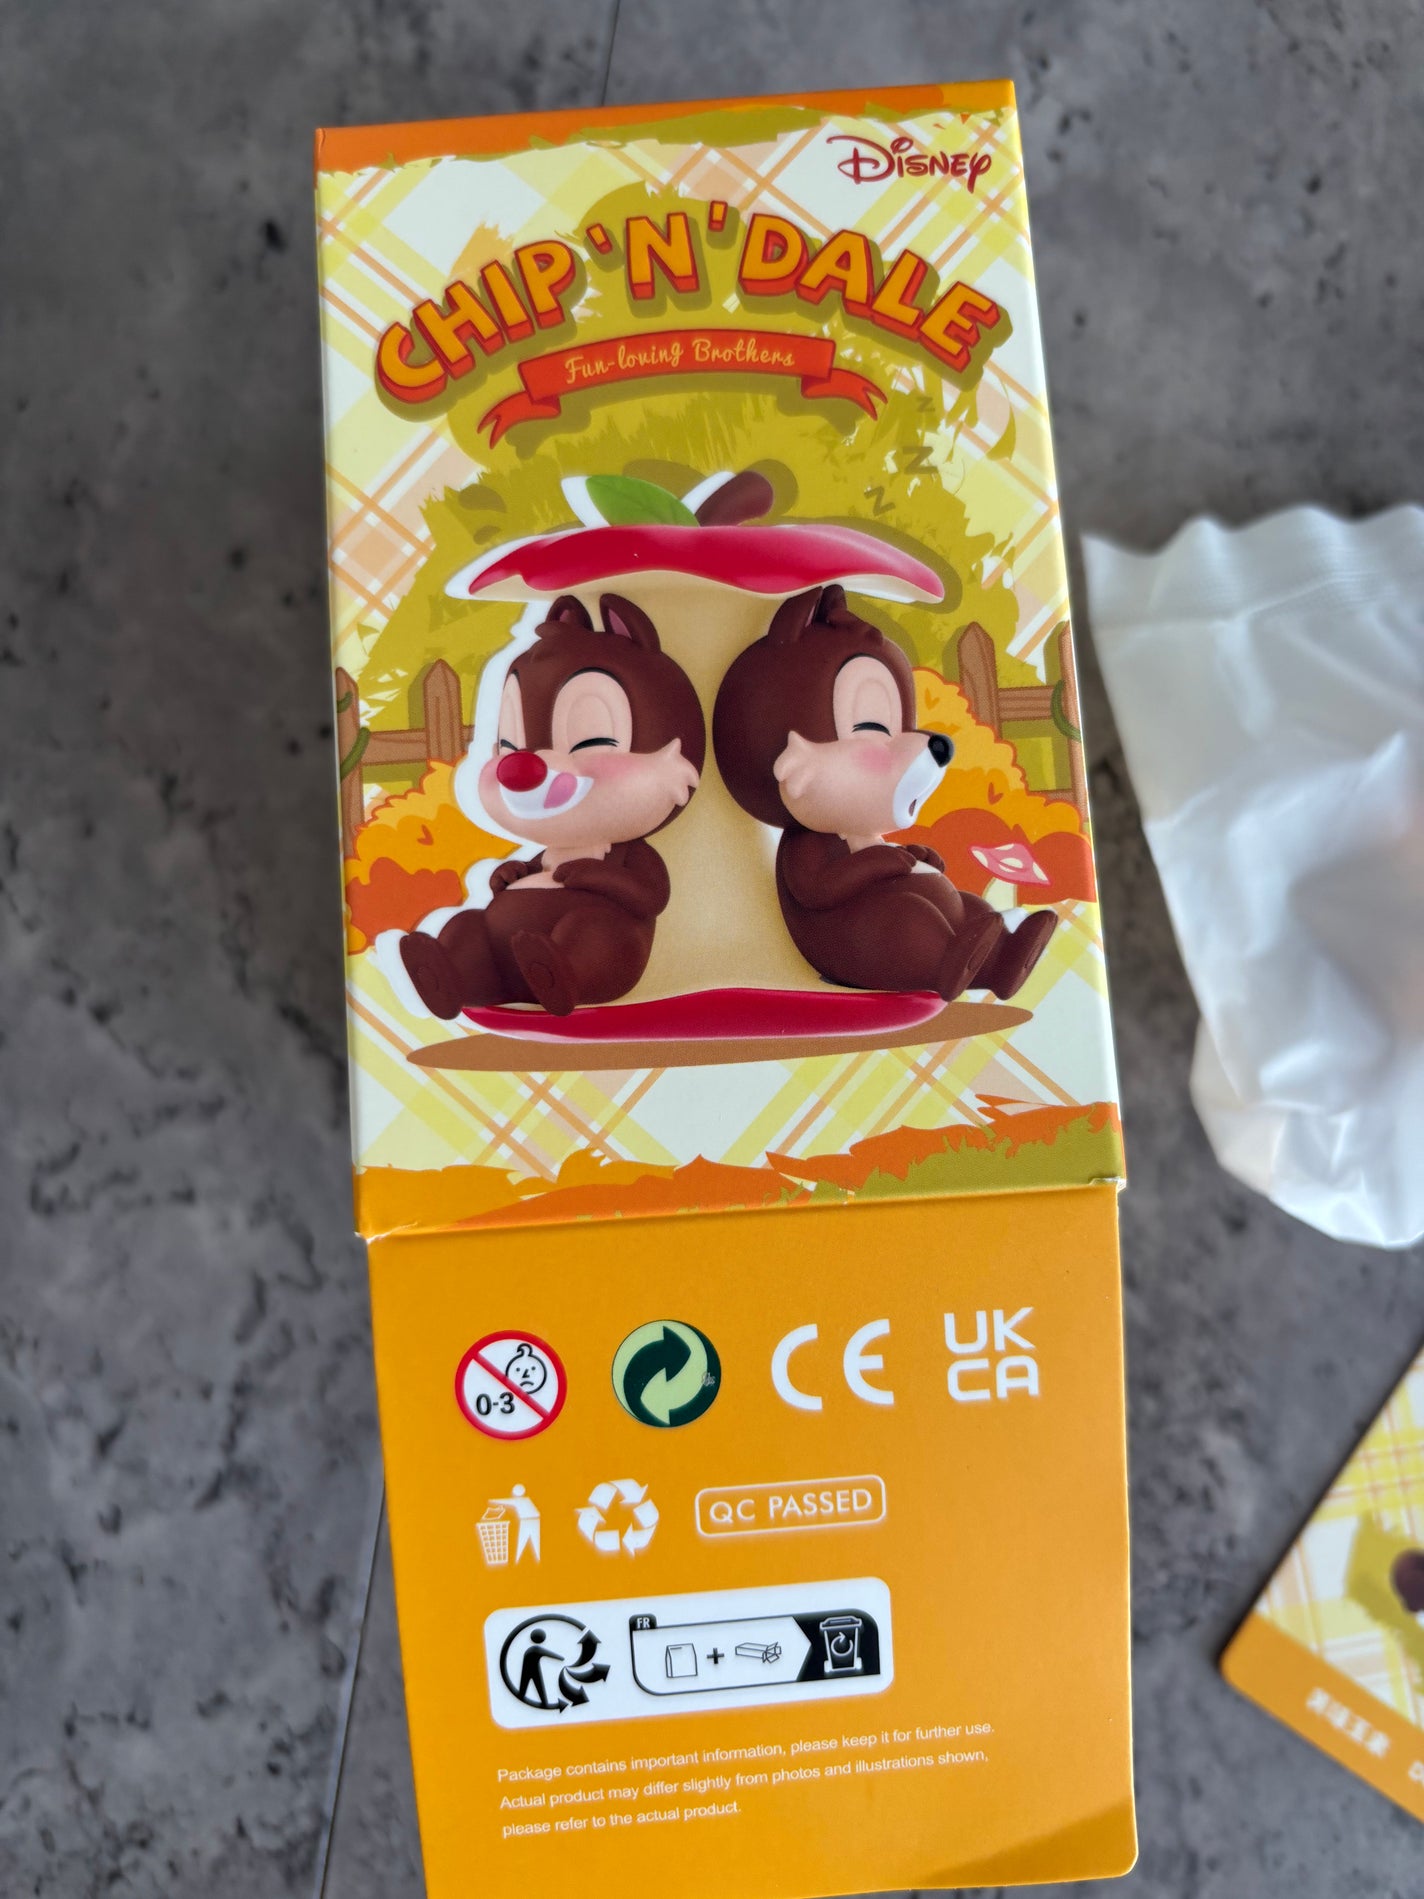 Disney
CHIP 'N' DALE
Fun-loving Brothers
z
Z
z
0-3
CE
UK
CA
QC PASSED
FR
+
Package contains important information, please keep it for further use.
Actual product may differ slightly from photos and illustrations shown,
please refer to the actual product.